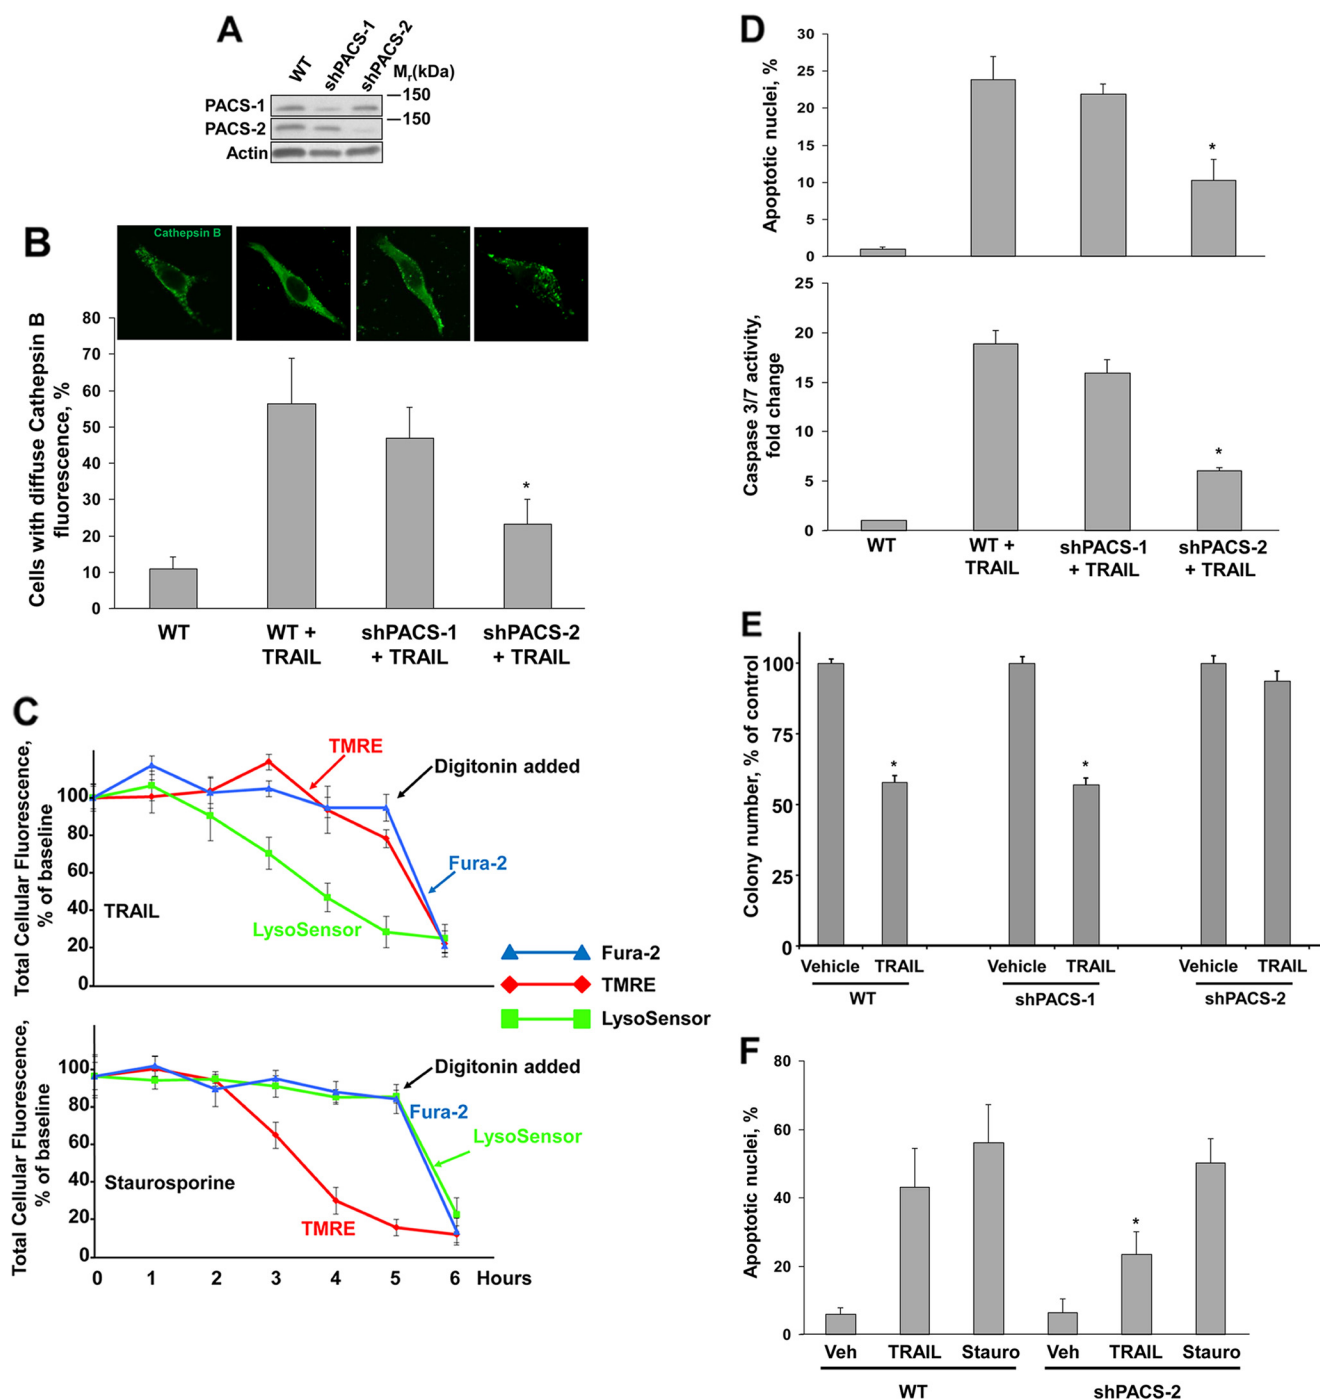 A
WT
shPACS-1
shPACS-2
Mr(kDa)
PACS-1
—150
PACS-2
—150
Actin
B
Cathepsin B
Cells with diffuse Cathepsin B
fluorescence, %
80
70
60
50
40
30
20
10
0
WT
WT +
TRAIL
shPACS-1
+ TRAIL
shPACS-2
+ TRAIL
*
C
Total Cellular Fluorescence,
% of baseline
100
80
60
40
20
0
TRAIL
TMRE
Digitonin added
Fura-2
LysoSensor
Fura-2
TMRE
LysoSensor
Total Cellular Fluorescence,
% of baseline
100
80
60
40
20
0
Staurosporine
Digitonin added
Fura-2
LysoSensor
TMRE
0 1 2 3 4 5 6 Hours
D
Apoptotic nuclei, %
30
25
20
15
10
5
0
*
Caspase 3/7 activity,
fold change
25
20
15
10
5
0
*
WT
WT +
TRAIL
shPACS-1
+ TRAIL
shPACS-2
+ TRAIL
E
Colony number, % of control
100
75
50
25
0
*
*
Vehicle TRAIL Vehicle TRAIL Vehicle TRAIL
WT shPACS-1 shPACS-2
F
Apoptotic nuclei, %
80
60
40
20
0
*
Veh TRAIL Stauro Veh TRAIL Stauro
WT shPACS-2